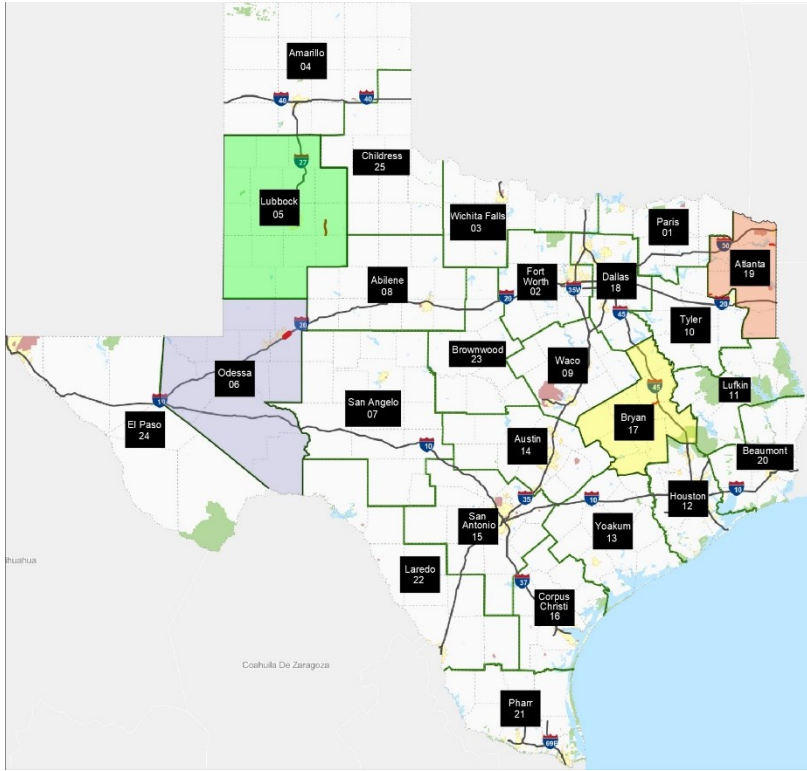 Amarillo
04
40
40
27
Childress
25
Lubbock
05
Wichita Falls
03
Paris
01
30
Atlanta
19
Abilene
08
Fort
Worth
02
35W
Dallas
18
20
20
20
45
Tyler
10
Odessa
06
Brownwood
23
Waco
09
45
Lufkin
11
El Paso
24
10
San Angelo
07
Bryan
17
10
Austin
14
Beaumont
20
10
35
10
Houston
12
San
Antonio
15
Yoakum
13
ihuahua
Laredo
22
37
Corpus
Christi
16
Coahuila De Zaragoza
Pharr
21
69E